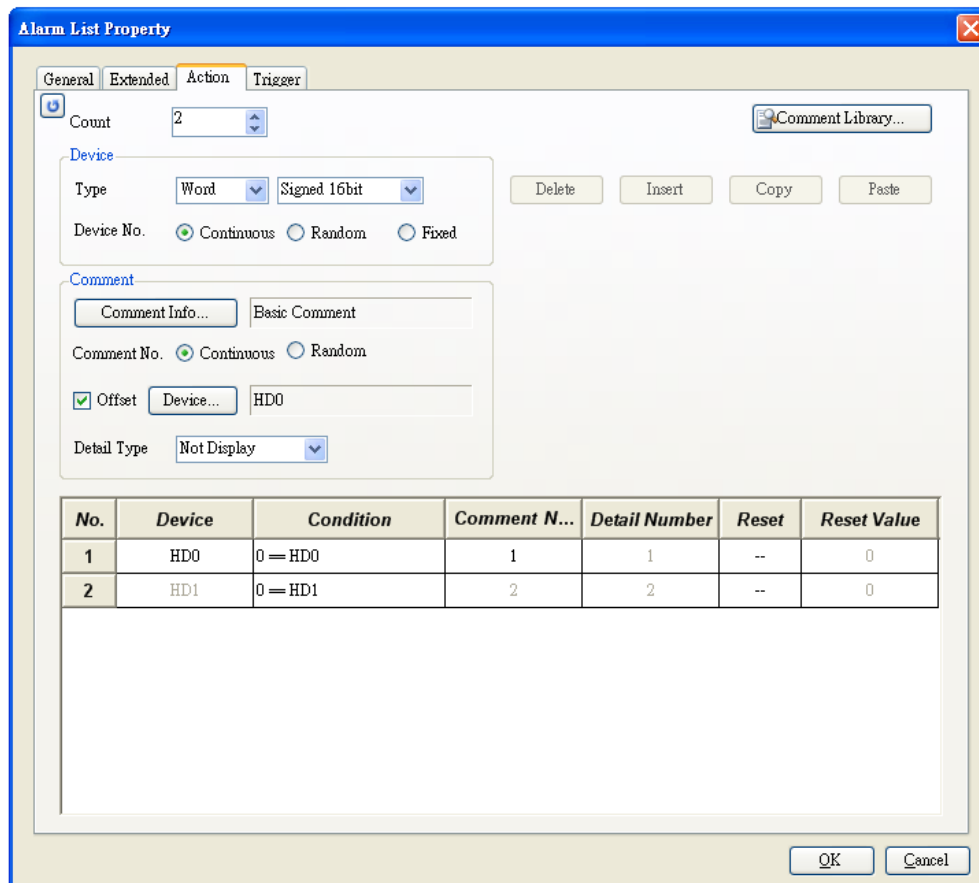 Alarm List Property
General Extended Action Trigger
Count 2 Comment Library...
Device
Type Word Signed 16bit Delete Insert Copy Paste
Device No. Continuous Random Fixed
Comment
Comment Info... Basic Comment
Comment No. Continuous Random
Offset Device... HD0
Detail Type Not Display
No. Device Condition Comment N... Detail Number Reset Reset Value
1 HD0 0 == HD0 1 1 -- 0
2 HD1 0 == HD1 2 2 -- 0
OK Cancel